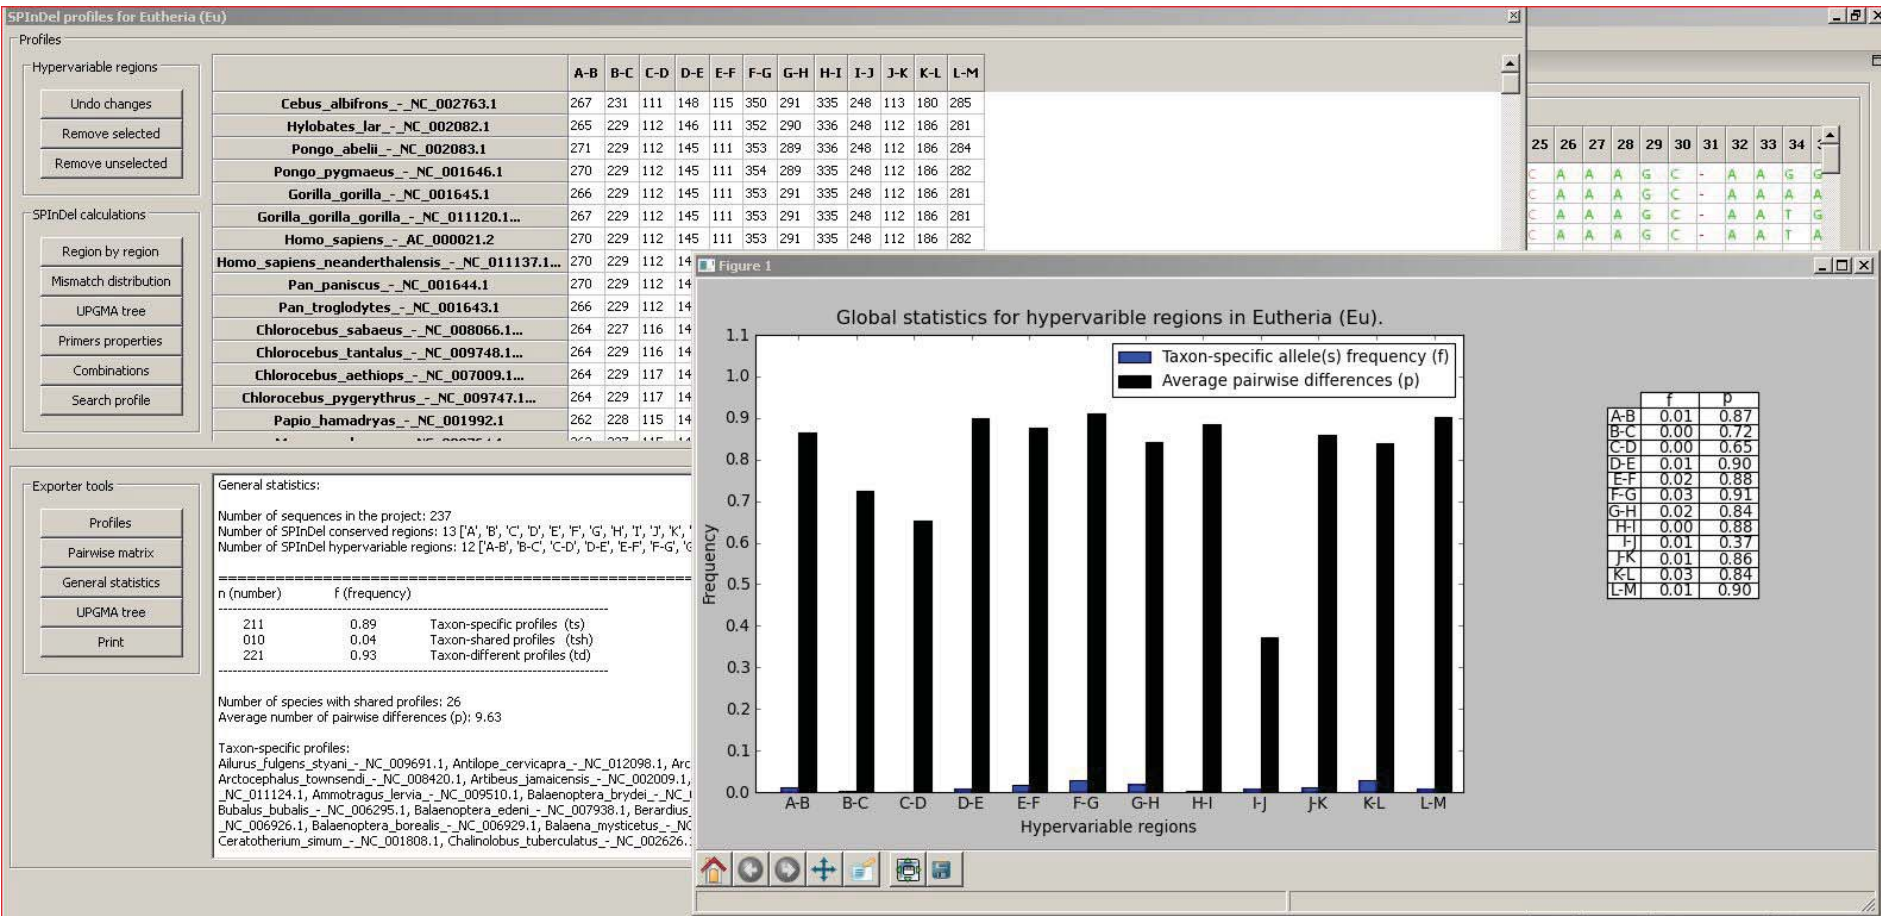 SPInDel profiles for Eutheria (Eu)
Profiles
Hypervariable regions
Undo changes
Remove selected
Remove unselected
SPInDel calculations
Region by region
Mismatch distribution
UPGMA tree
Primers properties
Combinations
Search profile
A-B B-C C-D D-E E-F F-G G-H H-I I-J J-K K-L L-M
Cebus_albifrons_-_NC_002763.1 267 231 111 148 115 350 291 335 248 113 180 285
Hylobates_lar_-_NC_002082.1 265 229 112 146 111 352 290 336 248 112 186 281
Pongo_abelii_-_NC_002083.1 271 229 112 145 111 353 289 336 248 112 186 284
Pongo_pygmaeus_-_NC_001646.1 270 229 112 145 111 354 289 335 248 112 186 282
Gorilla_gorilla_-_NC_001645.1 266 229 112 145 111 353 291 335 248 112 186 281
Gorilla_gorilla_gorilla_-_NC_011120.1... 267 229 112 145 111 353 291 335 248 112 186 281
Homo_sapiens_-_AC_000021.2 270 229 112 145 111 353 291 335 248 112 186 282
Homo_sapiens_neanderthalensis_-_NC_011137.1... 270 229 112 14
Pan_paniscus_-_NC_001644.1 270 229 112 14
Pan_troglodytes_-_NC_001643.1 266 229 112 14
Chlorocebus_sabaeus_-_NC_008066.1... 264 227 116 14
Chlorocebus_tantalus_-_NC_009748.1... 264 229 116 14
Chlorocebus_aethiops_-_NC_007009.1... 264 229 117 14
Chlorocebus_pygerythrus_-_NC_009747.1... 264 229 117 14
Papio_hamadryas_-_NC_001992.1 262 228 115 14
25 26 27 28 29 30 31 32 33 34
C A A A G C - A A G G
C A A A G C - A A A A
C A A A G C - A A T G
C A A A G C - A A T A
Exporter tools
Profiles
Pairwise matrix
General statistics
UPGMA tree
Print
General statistics:
Number of sequences in the project: 237
Number of SPInDel conserved regions: 13 ['A', 'B', 'C', 'D', 'E', 'F', 'G', 'H', 'I', 'J', 'K', '
Number of SPInDel hypervariable regions: 12 ['A-B', 'B-C', 'C-D', 'D-E', 'E-F', 'F-G', 'G
n (number) f (frequency)
211 0.89 Taxon-specific profiles (ts)
010 0.04 Taxon-shared profiles (tsh)
221 0.93 Taxon-different profiles (td)
Number of species with shared profiles: 26
Average number of pairwise differences (p): 9.63
Taxon-specific profiles:
Ailurus_fulgens_styani_-_NC_009691.1, Antilope_cervicapra_-_NC_012098.1, Arc
Arctocephalus_townsendi_-_NC_008420.1, Artibeus_jamaicensis_-_NC_002009.1,
_NC_011124.1, Ammotragus_lervia_-_NC_009510.1, Balaenoptera_brydei_-_NC_
Bubalus_bubalis_-_NC_006295.1, Balaenoptera_edeni_-_NC_007938.1, Berardius_
_NC_006926.1, Balaenoptera_borealis_-_NC_006929.1, Balaena_mysticetus_-_NC
Ceratotherium_simum_-_NC_001808.1, Chalinolobus_tuberculatus_-_NC_002626.
Figure 1
Global statistics for hypervarible regions in Eutheria (Eu).
Taxon-specific allele(s) frequency (f)
Average pairwise differences (p)
1.1
1.0
0.9
0.8
0.7
0.6
0.5
0.4
0.3
0.2
0.1
0.0
Frequency
A-B B-C C-D D-E E-F F-G G-H H-I I-J J-K K-L L-M
Hypervariable regions
f p
A-B 0.01 0.87
B-C 0.00 0.72
C-D 0.00 0.65
D-E 0.01 0.90
E-F 0.02 0.88
F-G 0.03 0.91
G-H 0.02 0.84
H-I 0.00 0.88
I-J 0.01 0.37
J-K 0.01 0.86
K-L 0.03 0.84
L-M 0.01 0.90